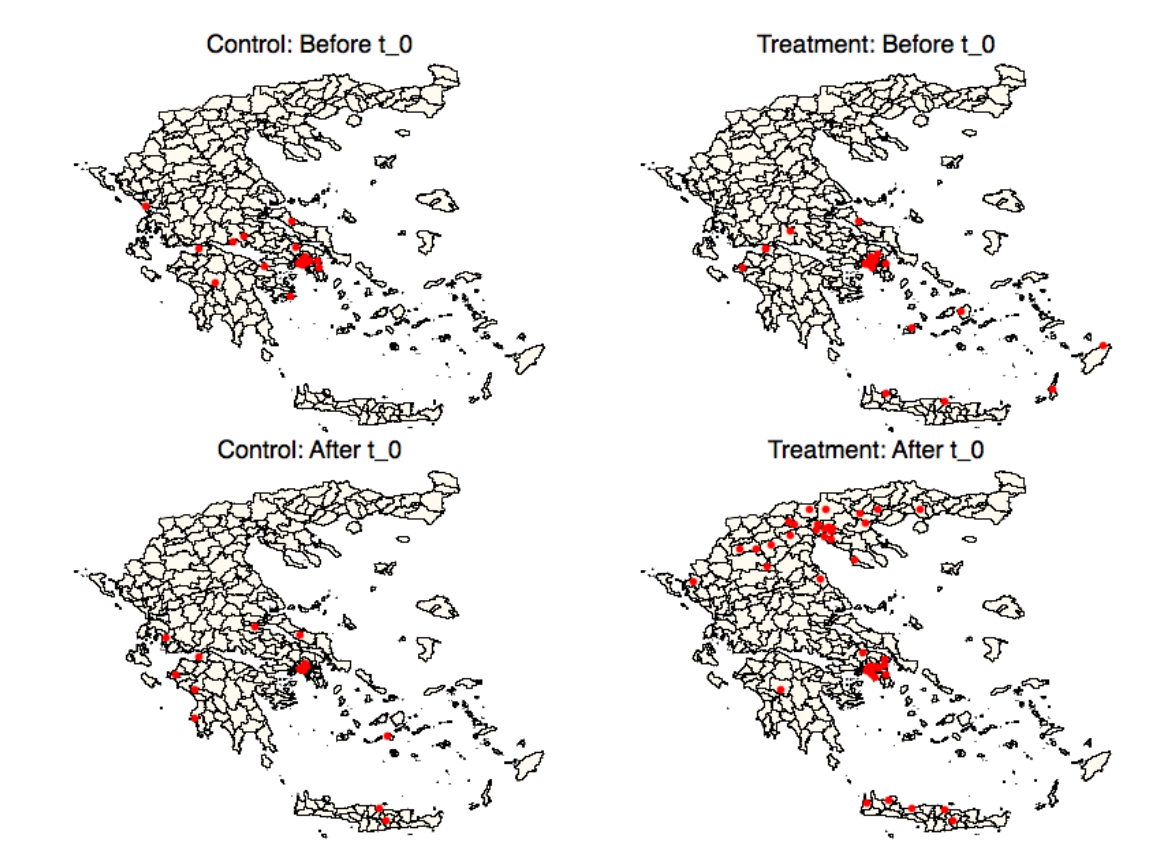 Control: Before t_0
Treatment: Before t_0
Control: After t_0
Treatment: After t_0